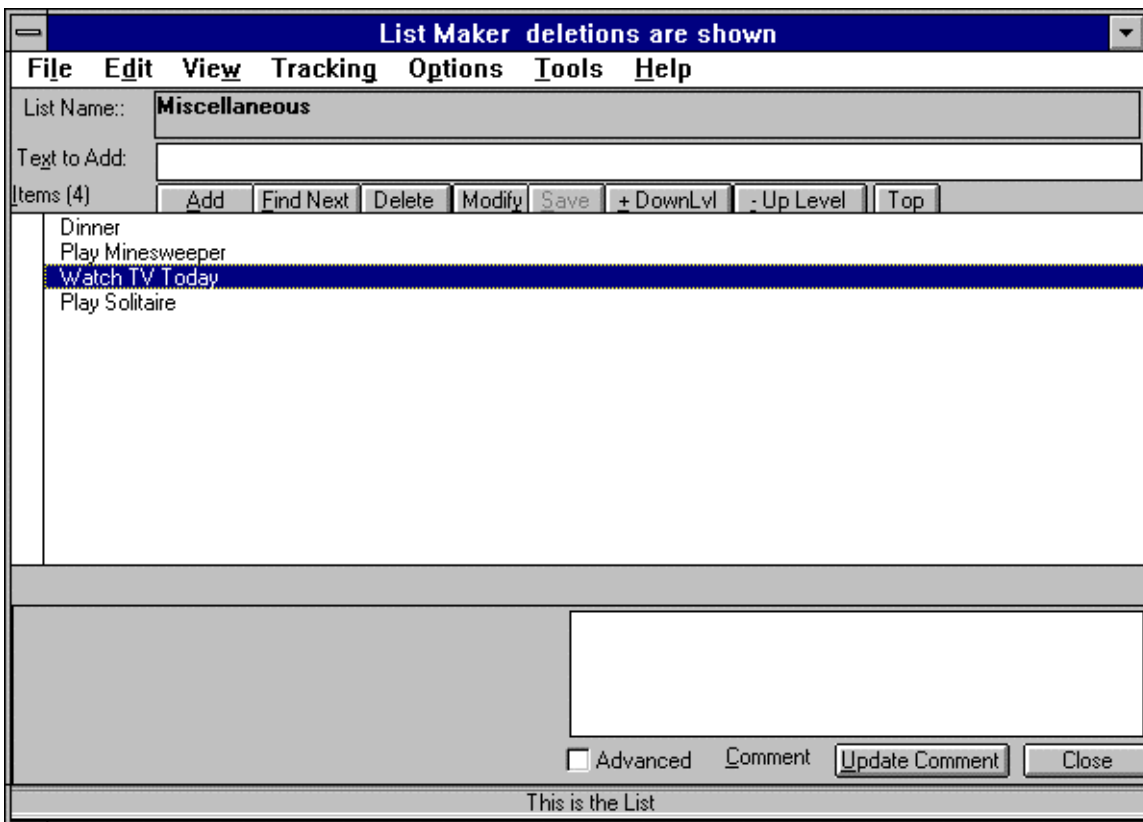 List Maker deletions are shown
File Edit View Tracking Options Tools Help
List Name:: Miscellaneous
Text to Add:
Items (4) Add Find Next Delete Modify Save + DownLvl - Up Level Top
Dinner
Play Minesweeper
Watch TV Today
Play Solitaire
Advanced Comment Update Comment Close
This is the List